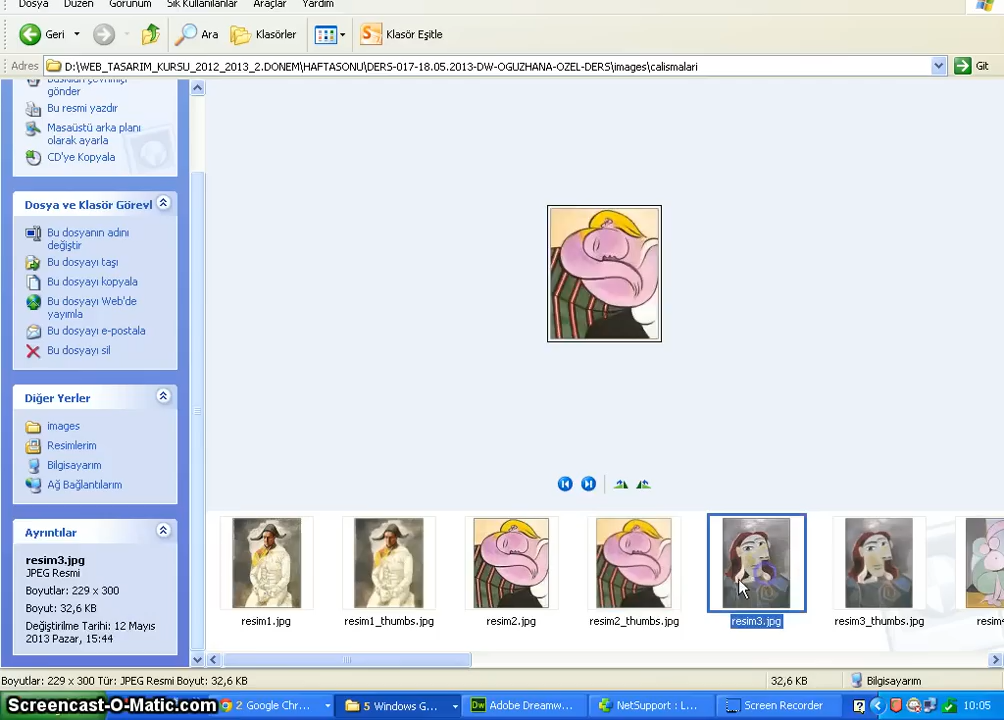 Dosya Düzen Görünüm Sık Kullanılanlar Araçlar Yardım
Geri Ara Klasörler Klasör Eşitle
Adres D:\WEB_TASARIM_KURSU_2012_2013_2.DONEM\HAFTASONU\DERS-017-18.05.2013-DW-OGUZHANA-OZEL-DERS\images\calismalari Git
gönder
Bu resmi yazdır
Masaüstü arka planı
olarak ayarla
CD'ye Kopyala
Dosya ve Klasör Görevl
Bu dosyanın adını
değiştir
Bu dosyayı taşı
Bu dosyayı kopyala
Bu dosyayı Web'de
yayımla
Bu dosyayı e-postala
Bu dosyayı sil
Diğer Yerler
images
Resimlerim
Bilgisayarım
Ağ Bağlantılarım
Ayrıntılar
resim3.jpg
JPEG Resmi
Boyutlar: 229 x 300
Boyut: 32,6 KB
Değiştirilme Tarihi: 12 Mayıs
2013 Pazar, 15:44
resim1.jpg resim1_thumbs.jpg resim2.jpg resim2_thumbs.jpg resim3.jpg resim3_thumbs.jpg
Boyutlar: 229 x 300 Tür: JPEG Resmi Boyut: 32,6 KB 32,6 KB Bilgisayarım
Screencast-O-Matic.com 2 Google Chr... 5 Windows G... Dw Adobe Dreamw... NetSupport : L... Screen Recorder 10:05